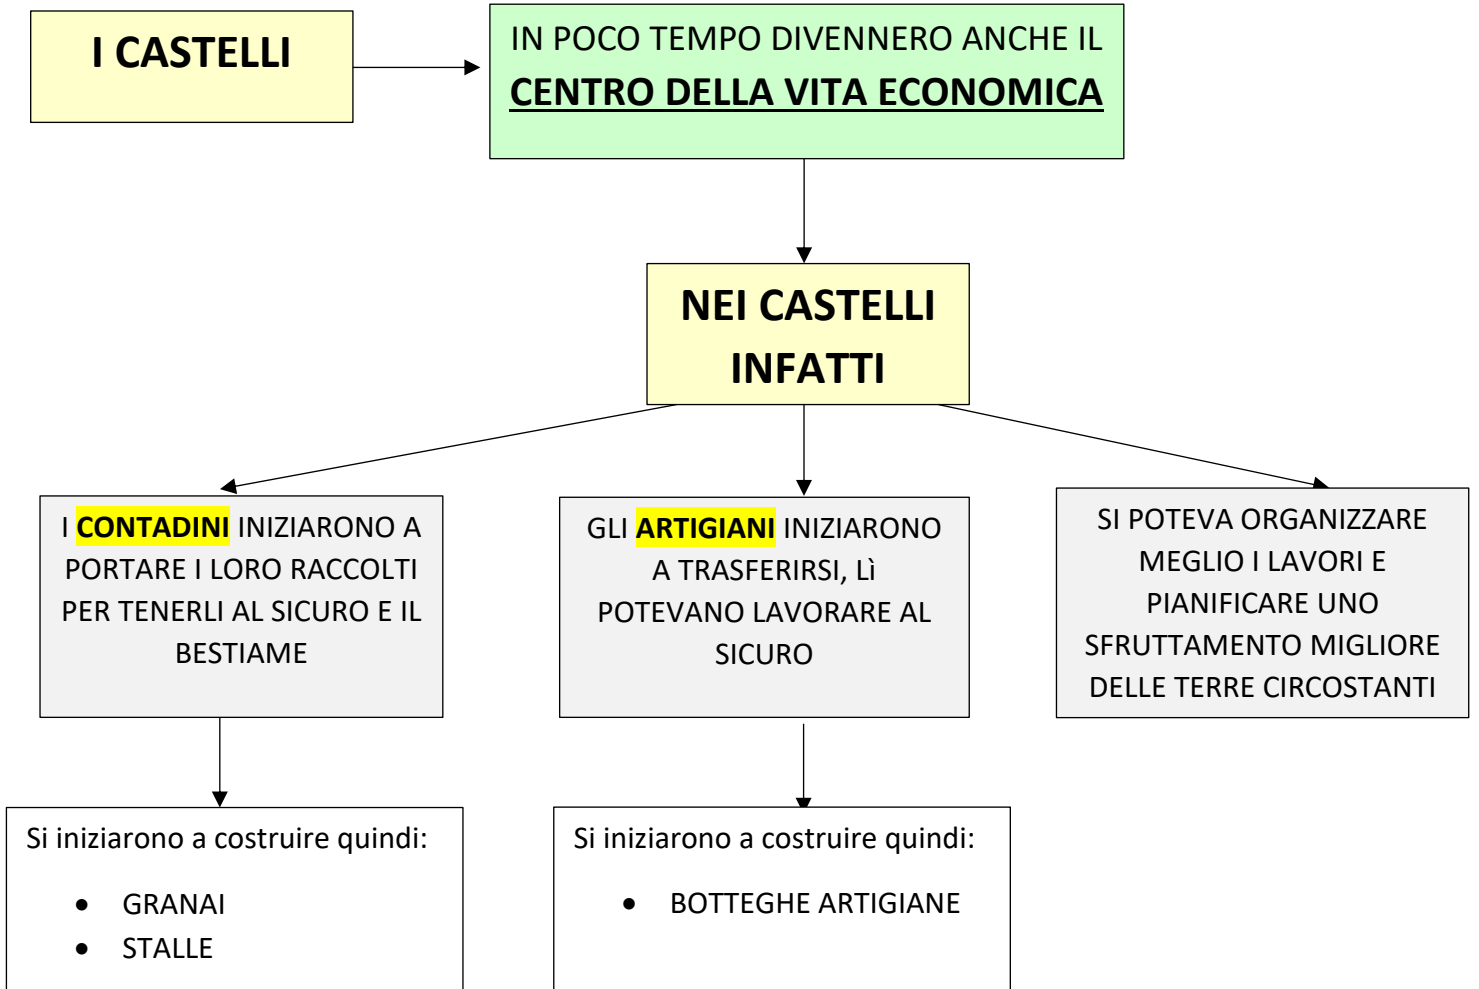 I CASTELLI
IN POCO TEMPO DIVENNERO ANCHE IL
CENTRO DELLA VITA ECONOMICA
NEI CASTELLI
INFATTI
I CONTADINI INIZIARONO A
PORTARE I LORO RACCOLTI
PER TENERLI AL SICURO E IL
BESTIAME
GLI ARTIGIANI INIZIARONO
A TRASFERIRSI, Lì
POTEVANO LAVORARE AL
SICURO
SI POTEVA ORGANIZZARE
MEGLIO I LAVORI E
PIANIFICARE UNO
SFRUTTAMENTO MIGLIORE
DELLE TERRE CIRCOSTANTI
Si iniziarono a costruire quindi:
• GRANAI
• STALLE
Si iniziarono a costruire quindi:
• BOTTEGHE ARTIGIANE